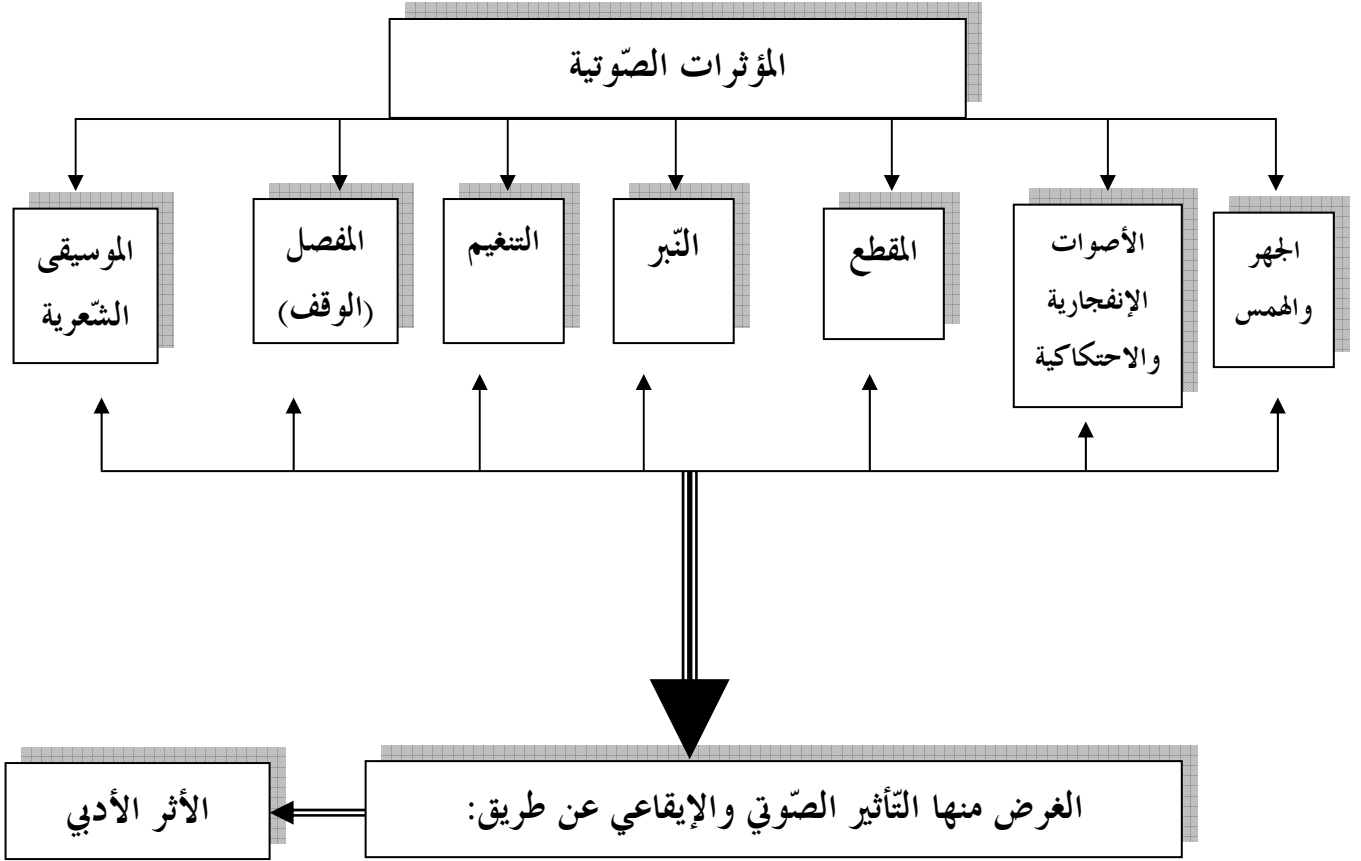 المؤثرات الصّوتية
الجهر
والهمس
الأصوات
الإنفجارية
والاحتكاكية
المقطع
النّبر
التنغيم
المفصل
(الوقف)
الموسيقى
الشّعرية
الغرض منها التّأثير الصّوتي والإيقاعي عن طريق:
الأثر الأدبي